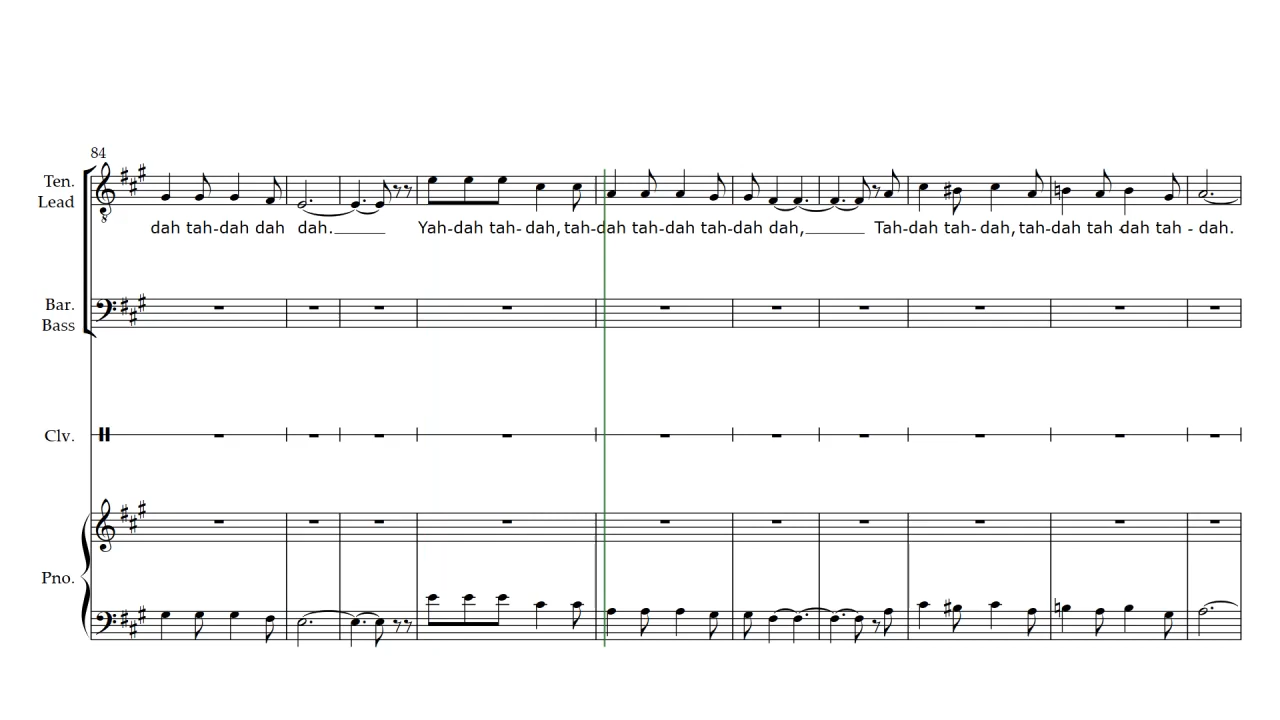 84
Ten.
Lead
dah tah-dah dah dah. Yah-dah tah- dah, tah-dah tah-dah tah-dah dah, Tah-dah tah- dah, tah-dah tah -dah tah - dah.
8
Bar.
Bass
Clv.
Pno.